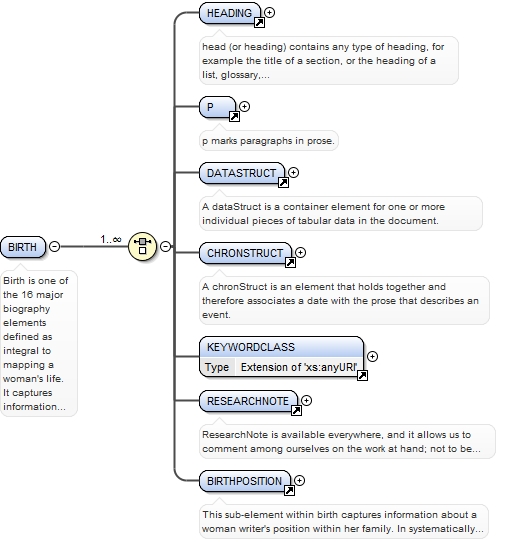 HEADING
head (or heading) contains any type of heading, for
example the title of a section, or the heading of a
list, glossary,...
P
p marks paragraphs in prose.
DATASTRUCT
A dataStruct is a container element for one or more
individual pieces of tabular data in the document.
BIRTH
1..∞
Birth is one of
the 16 major
biography
elements
defined as
integral to
mapping a
woman's life.
It captures
information...
CHRONSTRUCT
A chronStruct is an element that holds together and
therefore associates a date with the prose that describes an
event.
KEYWORDCLASS
Type Extension of 'xs:anyURI'
RESEARCHNOTE
ResearchNote is available everywhere, and it allows us to
comment among ourselves on the work at hand; not to be...
BIRTHPOSITION
This sub-element within birth captures information about a
woman writer's position within her family. In systematically...